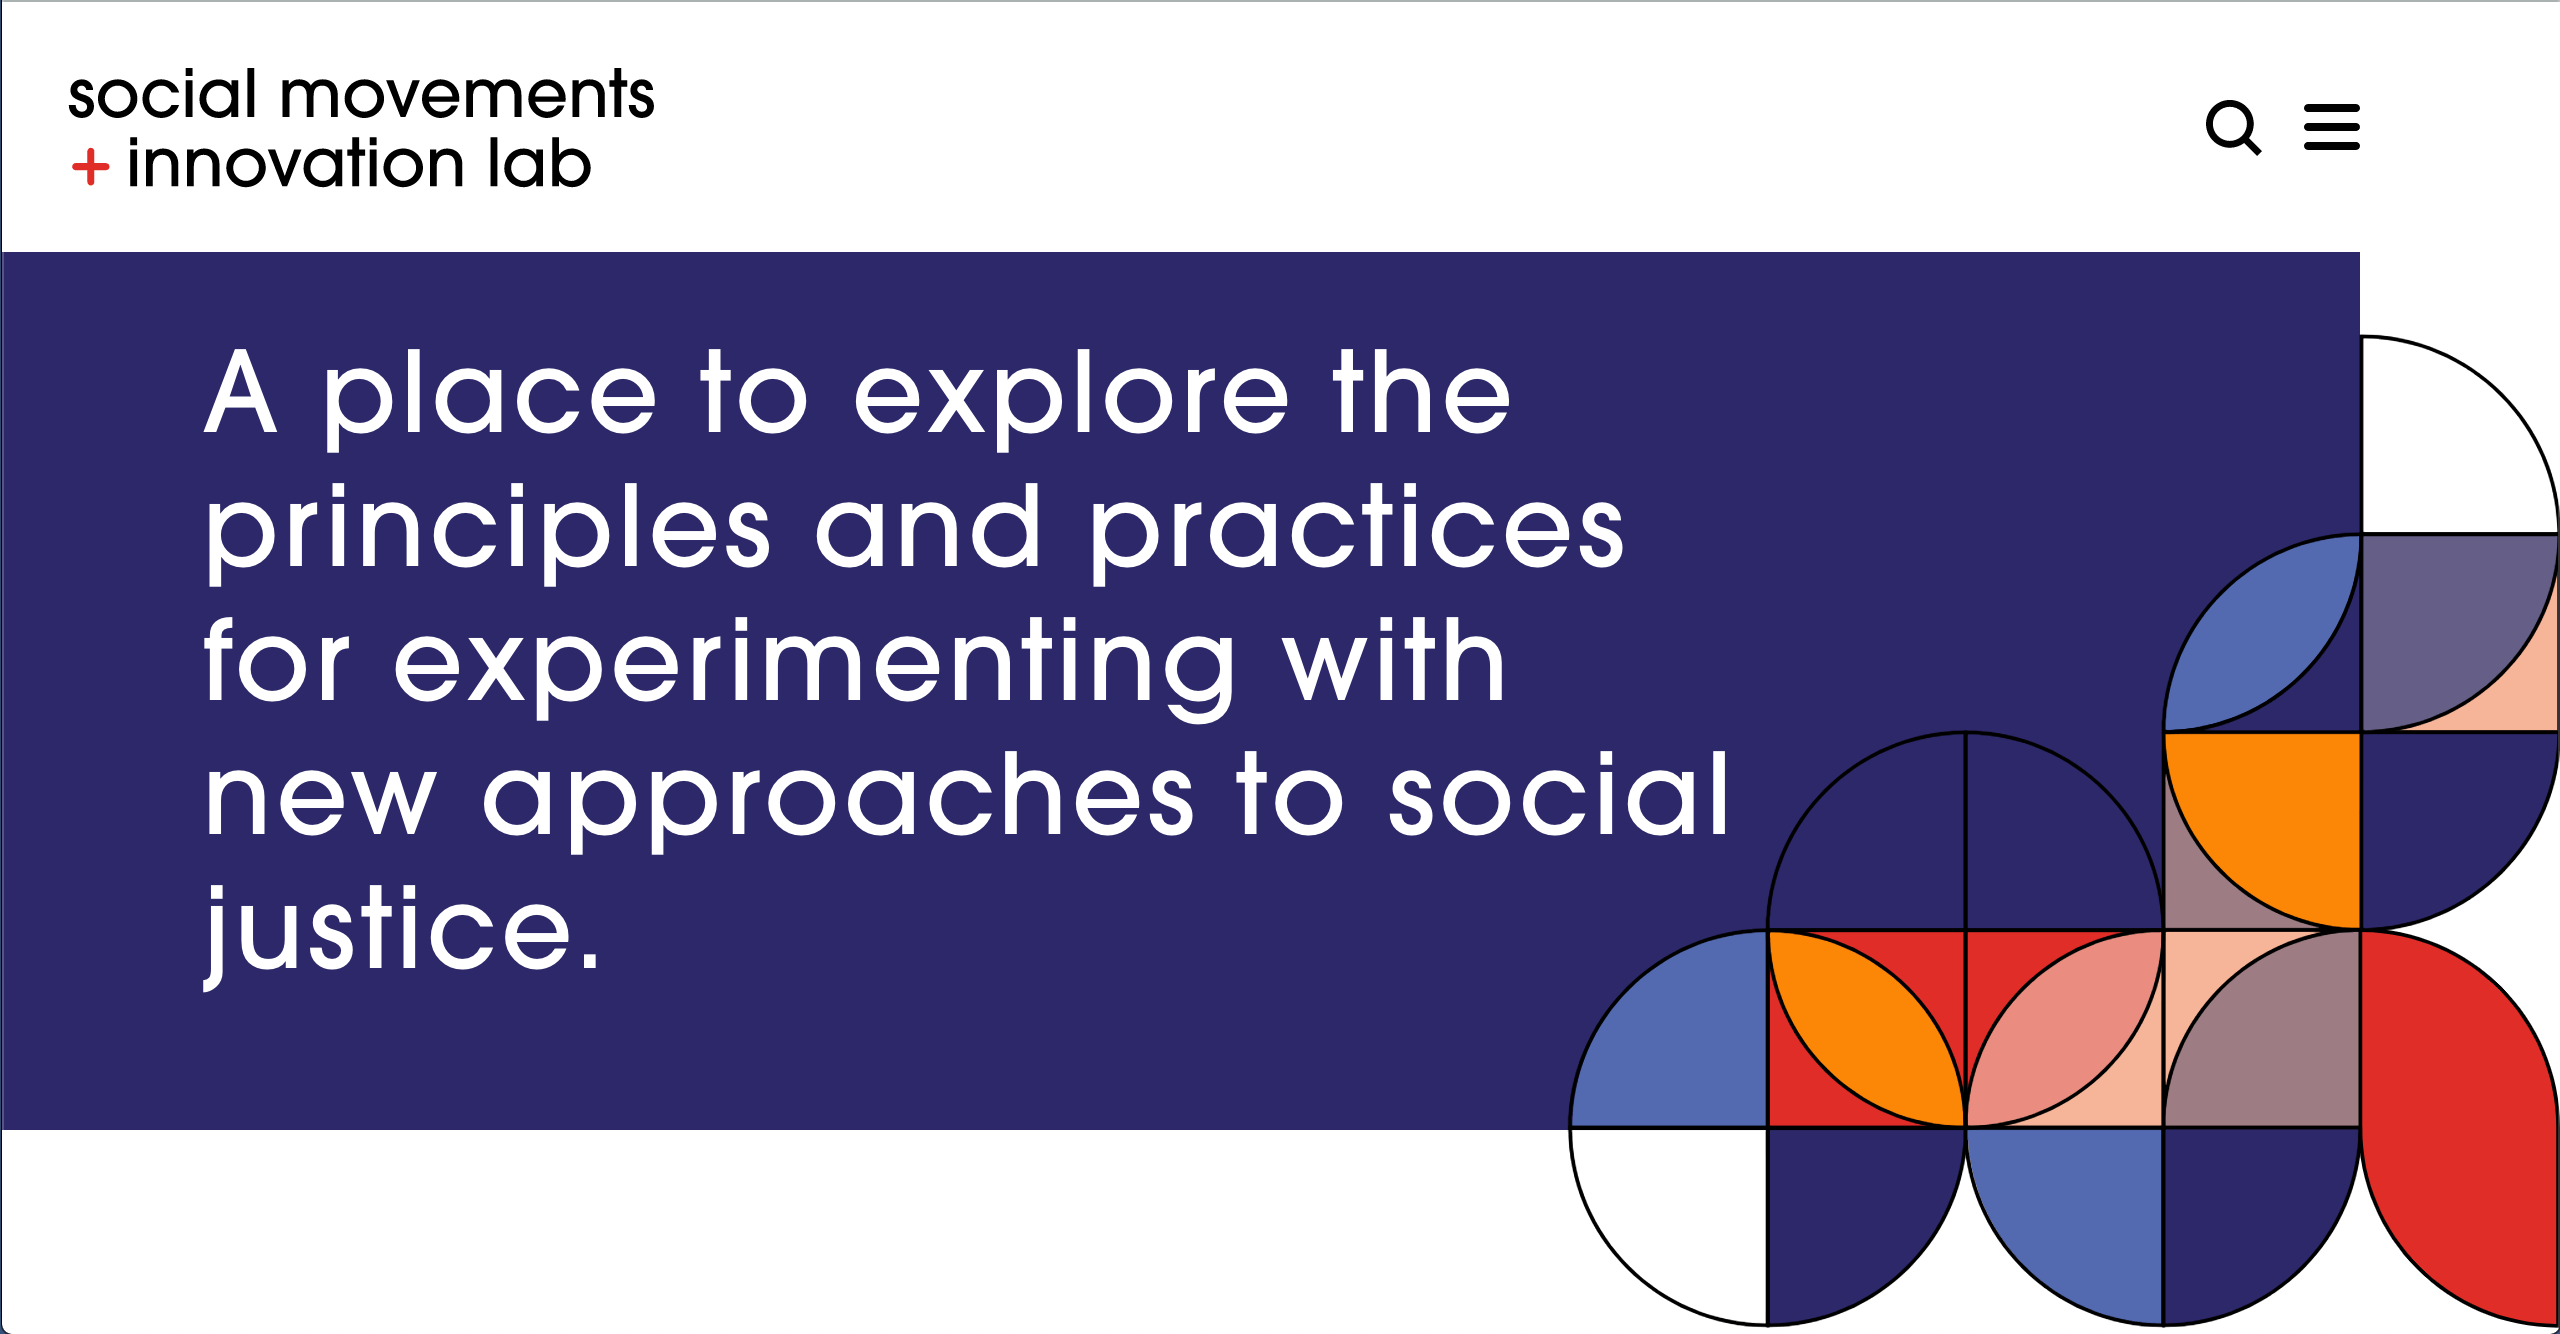 social movements
+ innovation lab
A place to explore the
principles and practices
for experimenting with
new approaches to social
justice.